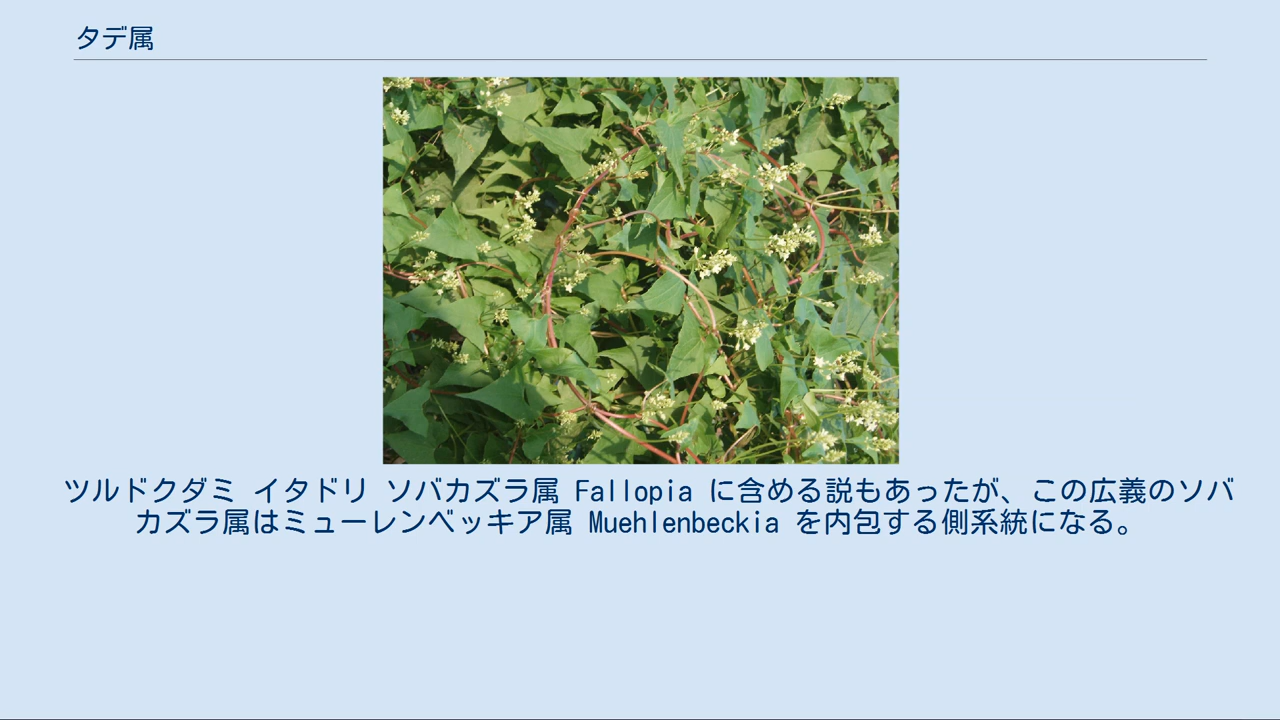 タデ属
ツルドクダミ イタドリ ソバカズラ属 Fallopia に含める説もあったが、この広義のソバ
カズラ属はミューレンベッキア属 Muehlenbeckia を内包する側系統になる。